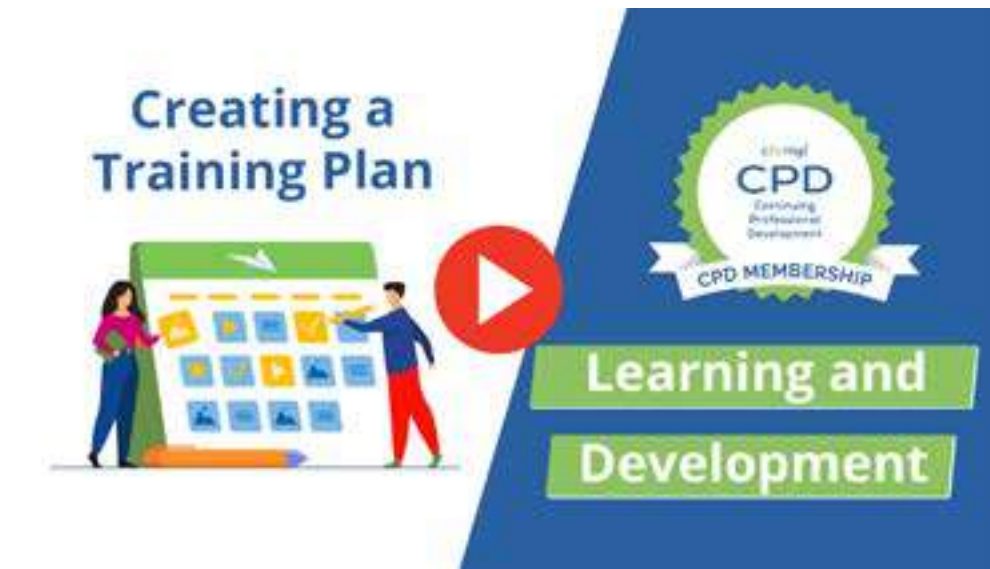 Creating a
Training Plan
CPD
Continuing
Professional
Development
CPD MEMBERSHIP
Learning and
Development